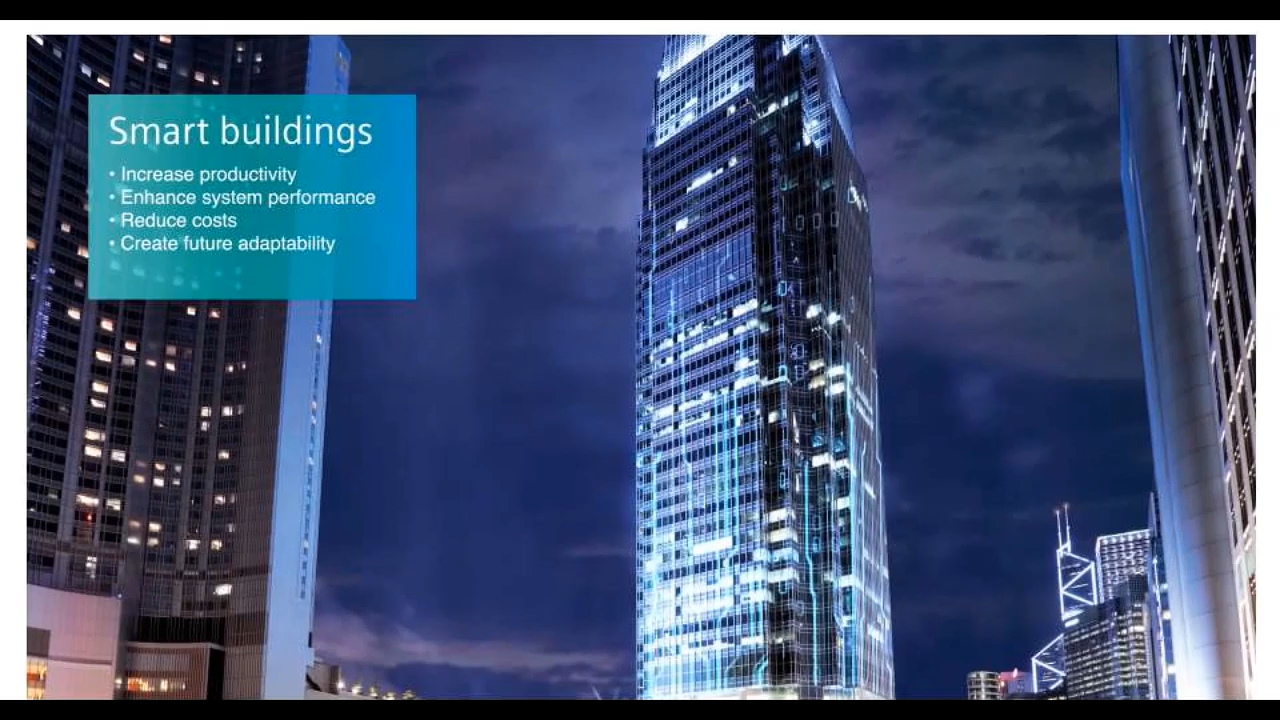 Smart buildings
• Increase productivity
• Enhance system performance
• Reduce costs
• Create future adaptability